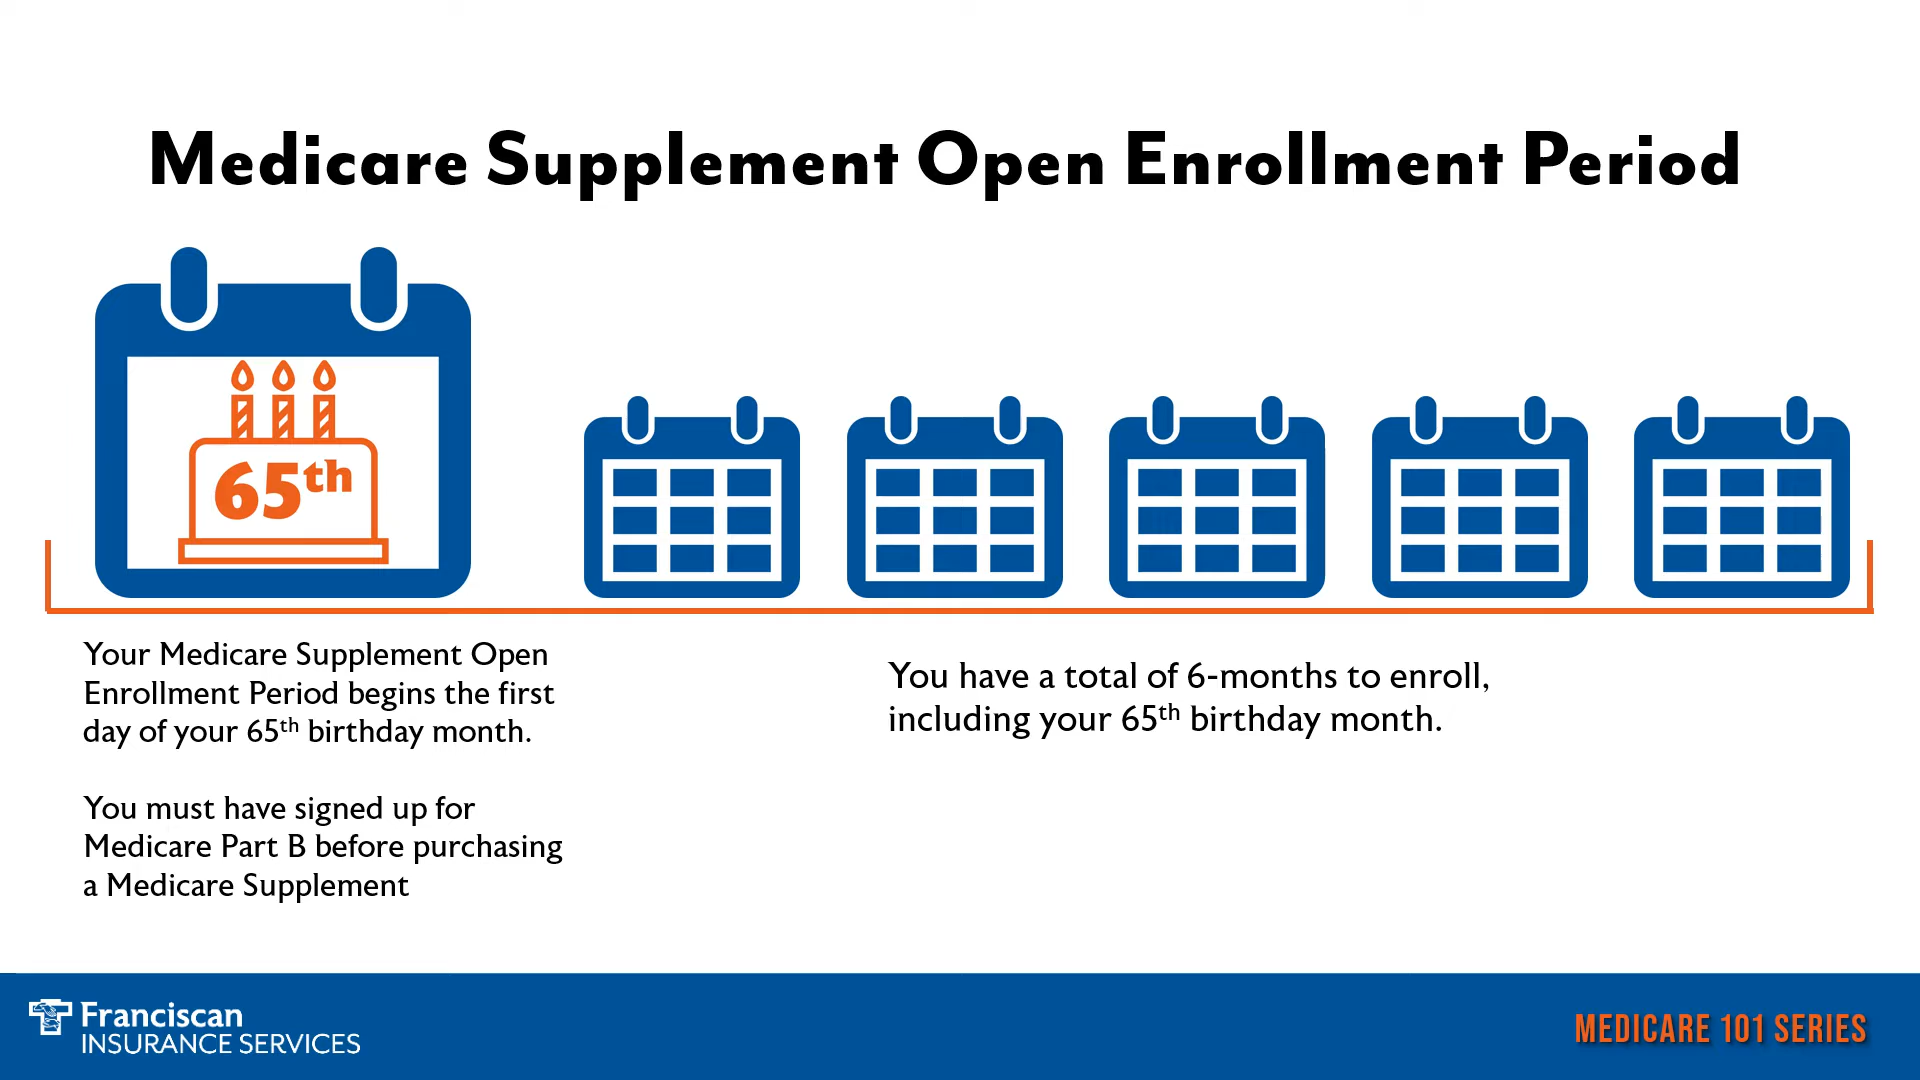 Medicare Supplement Open Enrollment Period
65th
Your Medicare Supplement Open
Enrollment Period begins the first
day of your 65th birthday month.
You must have signed up for
Medicare Part B before purchasing
a Medicare Supplement
You have a total of 6-months to enroll,
including your 65th birthday month.
Franciscan
INSURANCE SERVICES
MEDICARE 101 SERIES